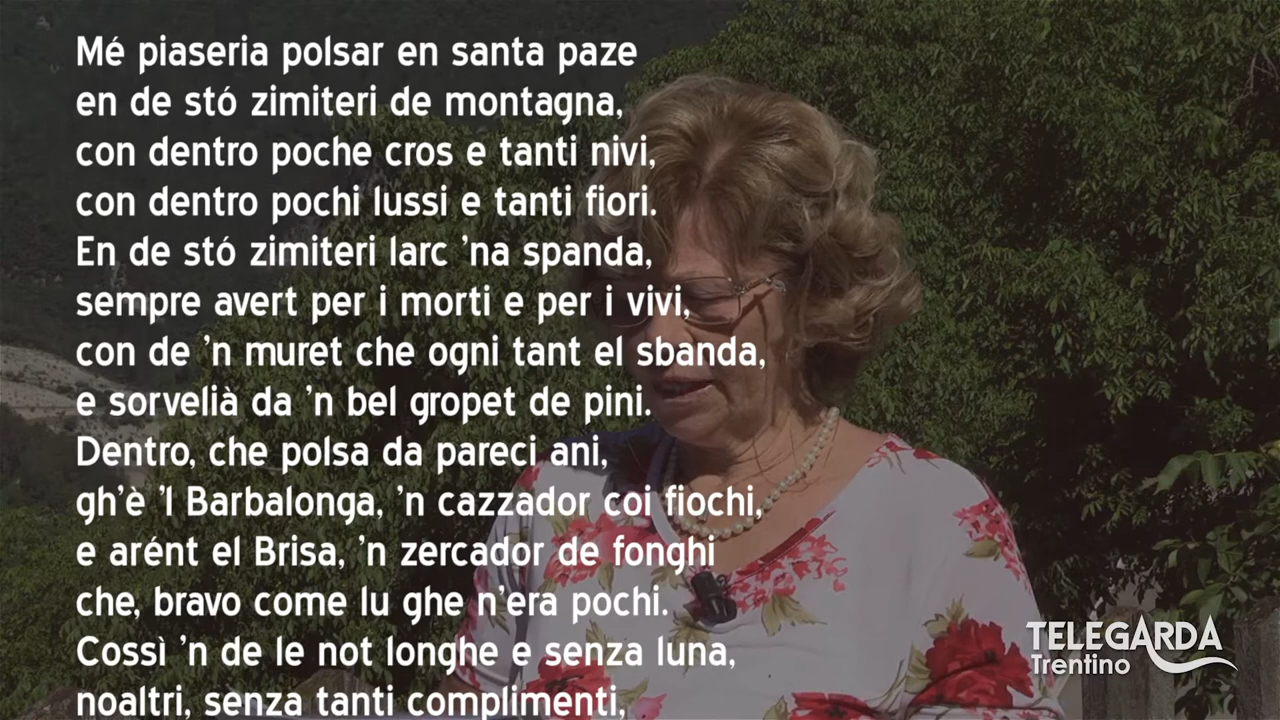 Mé piaseria polsar en santa paze
en de stó zimiteri de montagna,
con dentro poche cros e tanti nivi,
con dentro pochi lussi e tanti fiori.
En de stó zimiteri larc 'na spanda,
sempre avert per i morti e per i vivi,
con de 'n muret che ogni tant el sbanda,
e sorvelià da 'n bel gropet de pini.
Dentro, che polsa da pareci ani,
gh'è 'l Barbalonga, 'n cazzador coi fiochi,
e arént el Brisa, 'n zercador de fonghi
che, bravo come lu ghe n'era pochi.
Cossì 'n de le not longhe e senza luna,
noaltri, senza tanti complimenti,
TELEGARDA
Trentino